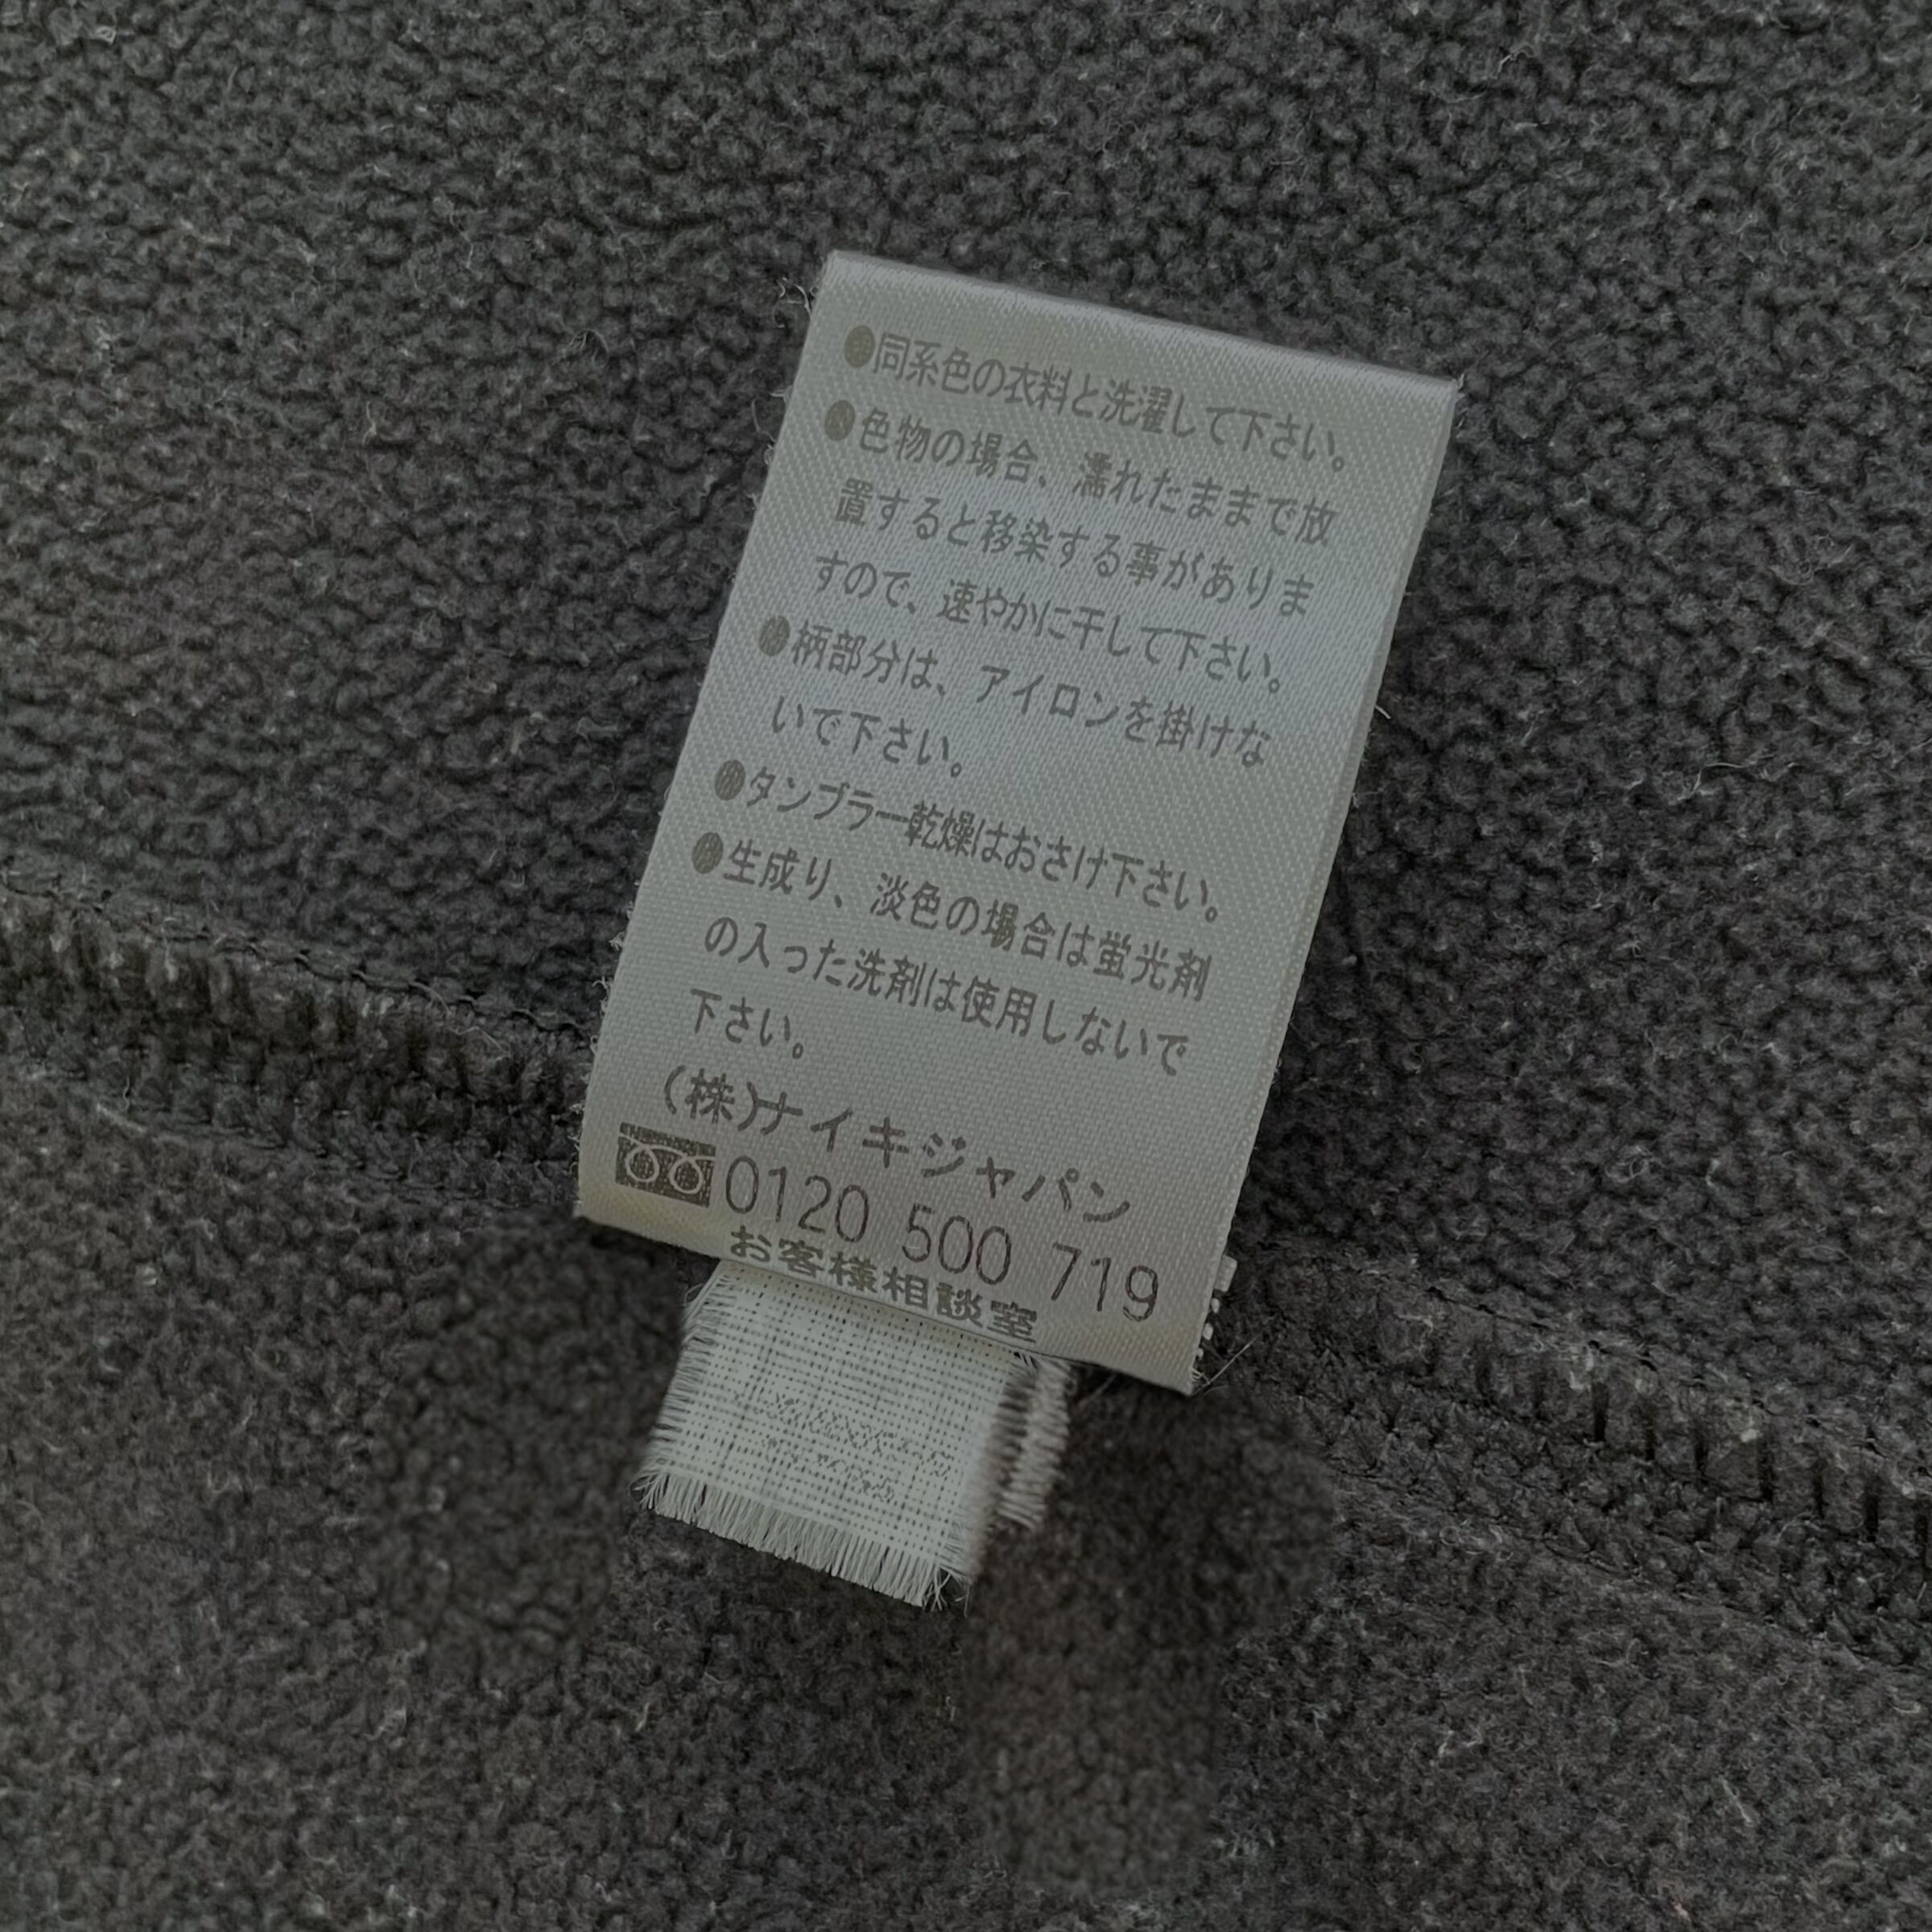 ●同系色の衣料と洗濯して下さい。
●色物の場合、濡れたままで放
置すると移染する事がありま
すので、速やかに干して下さい。
●柄部分は、アイロンを掛けな
いで下さい。
●タンブラー乾燥はおさけ下さい。
●生成り、淡色の場合は蛍光剤
の入った洗剤は使用しないで
下さい。
(株)ナイキジャパン
0120 500 719
お客様相談室